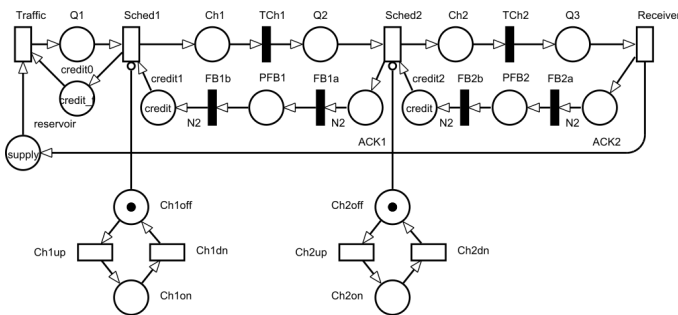 Traffic Q1 Sched1 Ch1 TCh1 Q2 Sched2 Ch2 TCh2 Q3 Receiver
credit0 credit1 FB1b PFB1 FB1a credit2 FB2b PFB2 FB2a
credit credit
reservoir N2 N2 N2 N2
ACK1 ACK2
supply
Ch1off Ch2off
Ch1up Ch1dn Ch2up Ch2dn
Ch1on Ch2on